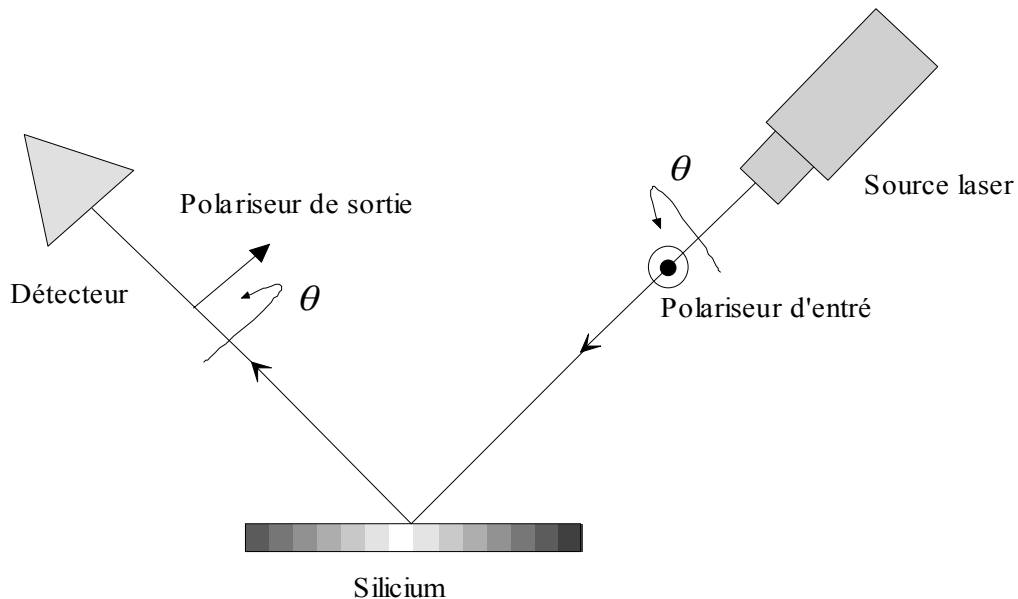 θ
Source laser
Polariseur de sortie
Détecteur
θ
Polariseur d'entré
Silicium